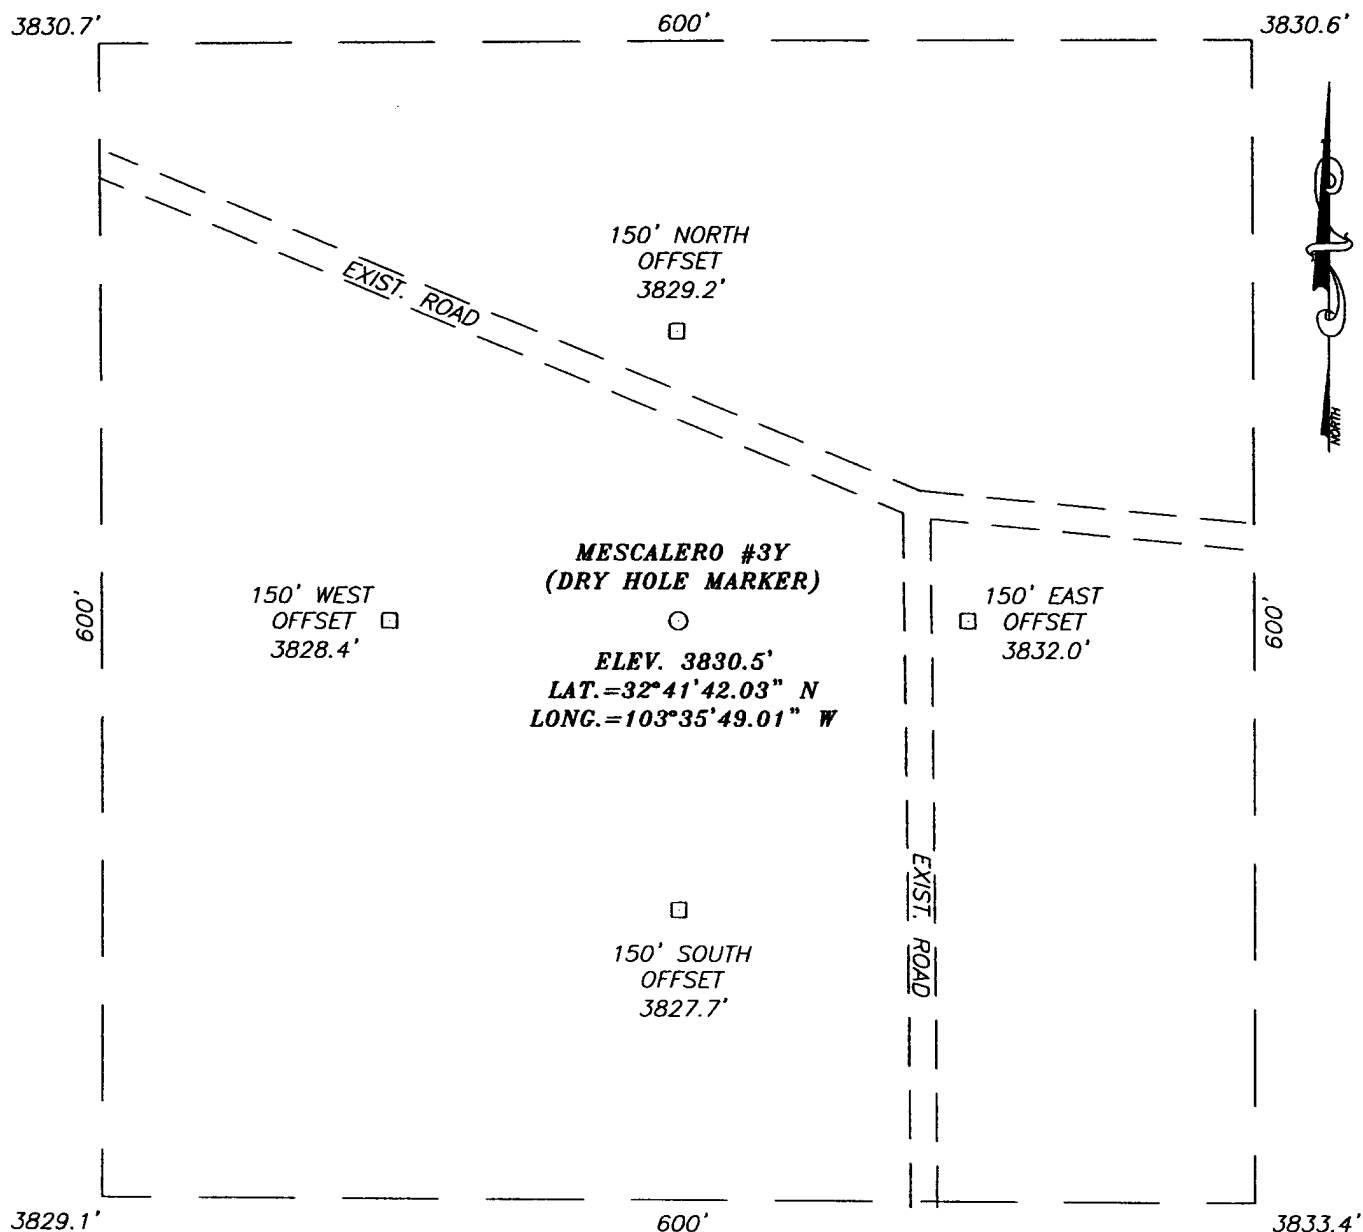 3830.7'
600'
3830.6'
NORTH
150' NORTH
OFFSET
3829.2'
EXIST. ROAD
MESCALERO #3Y
(DRY HOLE MARKER)
600'
150' WEST
OFFSET
3828.4'
150' EAST
OFFSET
3832.0'
600'
ELEV. 3830.5'
LAT.=32°41'42.03" N
LONG.=103°35'49.01" W
EXIST. ROAD
150' SOUTH
OFFSET
3827.7'
3829.1'
600'
3833.4'